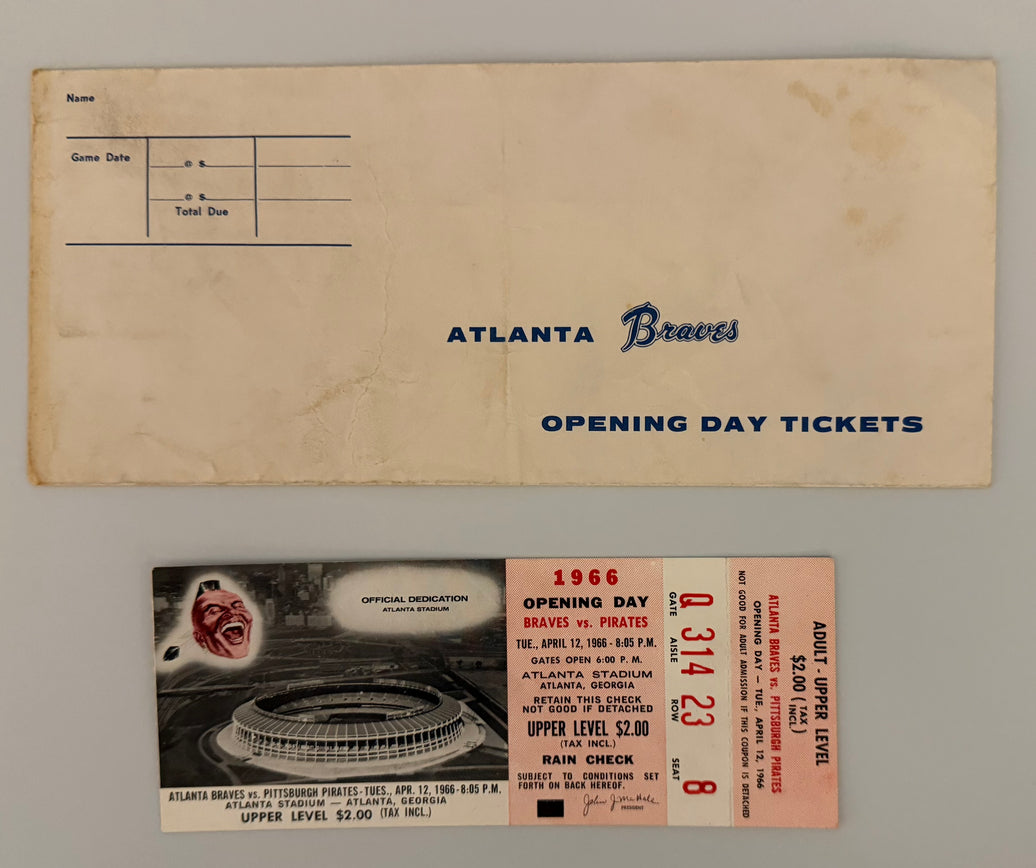 Name
Game Date
@ $
@ $
Total Due
ATLANTA Braves
OPENING DAY TICKETS
OFFICIAL DEDICATION
ATLANTA STADIUM
ATLANTA BRAVES vs. PITTSBURGH PIRATES-TUES., APR. 12, 1966-8:05 P.M.
ATLANTA STADIUM — ATLANTA, GEORGIA
UPPER LEVEL $2.00 (TAX INCL.)
1966
OPENING DAY
BRAVES vs. PIRATES
TUE., APRIL 12, 1966 - 8:05 P.M.
GATES OPEN 6:00 P. M.
ATLANTA STADIUM
ATLANTA, GEORGIA
RETAIN THIS CHECK
NOT GOOD IF DETACHED
UPPER LEVEL $2.00
(TAX INCL.)
RAIN CHECK
SUBJECT TO CONDITIONS SET
FORTH ON BACK HEREOF.
John J. McHale
PRESIDENT
Q 314 23 8
GATE AISLE ROW SEAT
ADULT - UPPER LEVEL
$2.00 (TAX INCL.)
ATLANTA BRAVES vs. PITTSBURGH PIRATES
OPENING DAY — TUE., APRIL 12, 1966
NOT GOOD FOR ADULT ADMISSION IF THIS COUPON IS DETACHED